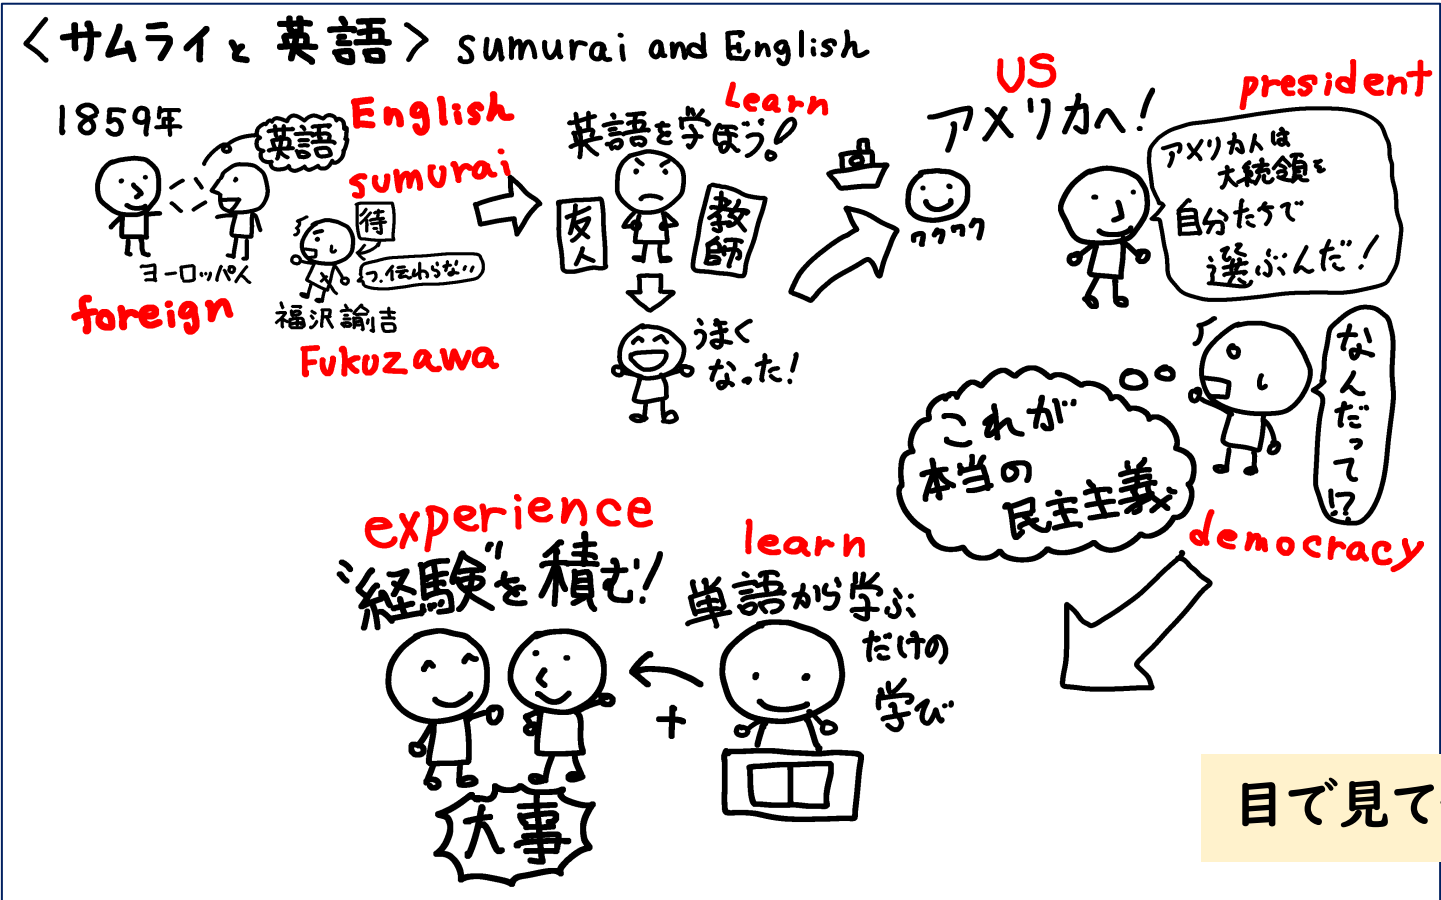 〈サムライと英語〉 sumurai and English
1859年
英語
English
sumurai
待
っ、伝わらない、、
ヨーロッパ人
foreign
福沢諭吉
Fukuzawa
Learn
英語を学ぼう!
友人
教師
うまく
なった!
US
アメリカへ!
ワクワク
president
アメリカ人は
大統領を
自分たちで
選ぶんだ!
なんだって!?
これが
本当の
民主主義
democracy
learn
単語から学ぶ
だけの
学び
+
experience
“経験”を積む!
大事
目で見て